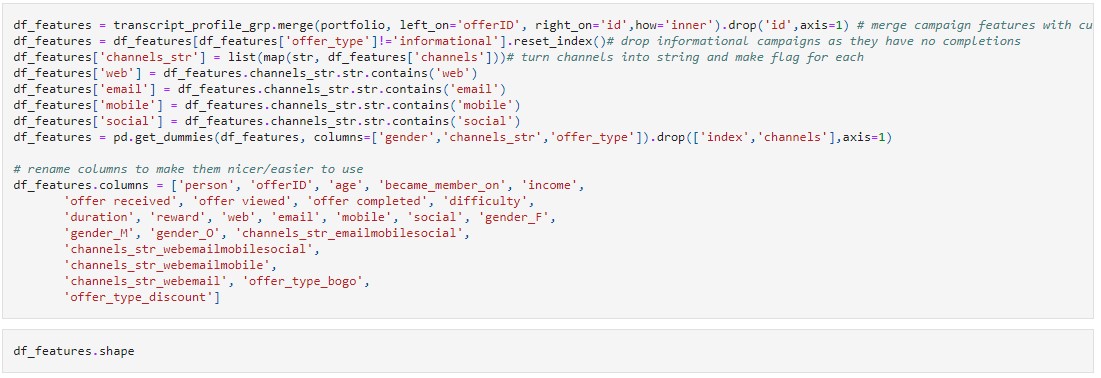 df_features = transcript_profile_grp.merge(portfolio, left_on='offerID', right_on='id',how='inner').drop('id',axis=1) # merge campaign features with cu
df_features = df_features[df_features['offer_type']!='informational'].reset_index()# drop informational campaigns as they have no completions
df_features['channels_str'] = list(map(str, df_features['channels']))# turn channels into string and make flag for each
df_features['web'] = df_features.channels_str.str.contains('web')
df_features['email'] = df_features.channels_str.str.contains('email')
df_features['mobile'] = df_features.channels_str.str.contains('mobile')
df_features['social'] = df_features.channels_str.str.contains('social')
df_features = pd.get_dummies(df_features, columns=['gender','channels_str','offer_type']).drop(['index','channels'],axis=1)
# rename columns to make them nicer/easier to use
df_features.columns = ['person', 'offerID', 'age', 'became_member_on', 'income',
'offer received', 'offer viewed', 'offer completed', 'difficulty',
'duration', 'reward', 'web', 'email', 'mobile', 'social', 'gender_F',
'gender_M', 'gender_O', 'channels_str_emailmobilesocial',
'channels_str_webemailmobilesocial',
'channels_str_webemailmobile',
'channels_str_webemail', 'offer_type_bogo',
'offer_type_discount']
df_features.shape